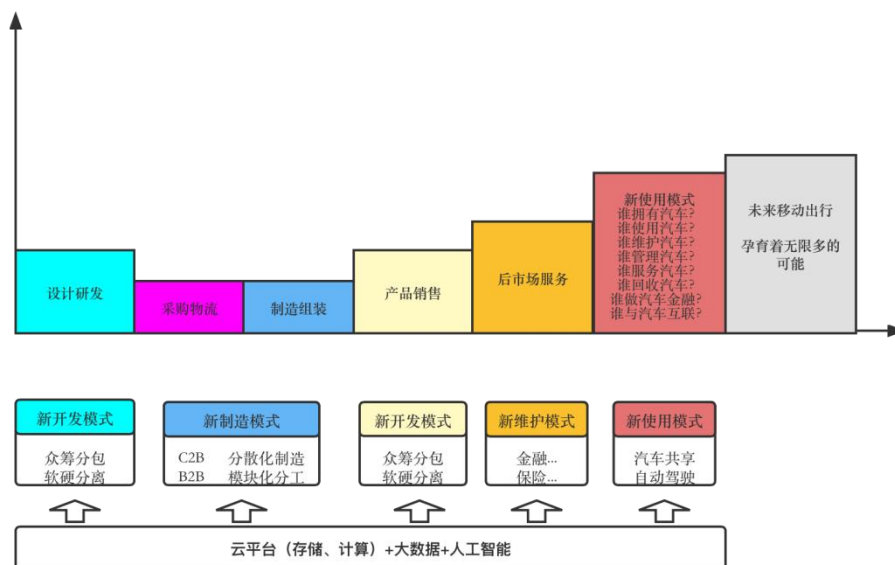 设计研发
采购物流
制造组装
产品销售
后市场服务
新使用模式
谁拥有汽车?
谁使用汽车?
谁维护汽车?
谁管理汽车?
谁服务汽车?
谁回收汽车?
谁做汽车金融?
谁与汽车互联?
未来移动出行
孕育着无限多的
可能
新开发模式
众筹分包
软硬分离
新制造模式
C2B 分散化制造
B2B 模块化分工
新开发模式
众筹分包
软硬分离
新维护模式
金融...
保险...
新使用模式
汽车共享
自动驾驶
云平台（存储、计算）+大数据+人工智能